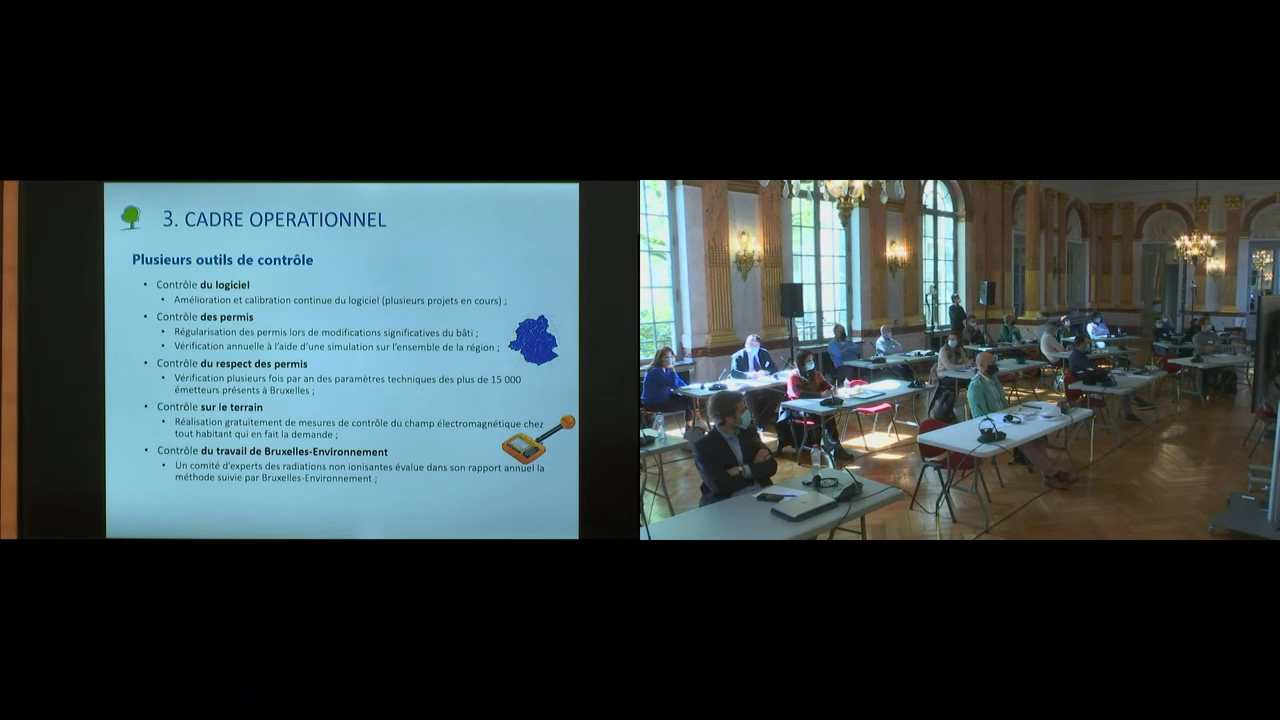 3. CADRE OPERATIONNEL
Plusieurs outils de contrôle
• Contrôle du logiciel
• Amélioration et calibration continue du logiciel (plusieurs projets en cours) ;
• Contrôle des permis
• Régularisation des permis lors de modifications significatives du bâti ;
• Vérification annuelle à l'aide d'une simulation sur l'ensemble de la région ;
• Contrôle du respect des permis
• Vérification plusieurs fois par an des paramètres techniques des plus de 15 000
émetteurs présents à Bruxelles ;
• Contrôle sur le terrain
• Réalisation gratuitement de mesures de contrôle du champ électromagnétique chez
tout habitant qui en fait la demande ;
• Contrôle du travail de Bruxelles-Environnement
• Un comité d'experts des radiations non ionisantes évalue dans son rapport annuel la
méthode suivie par Bruxelles-Environnement ;